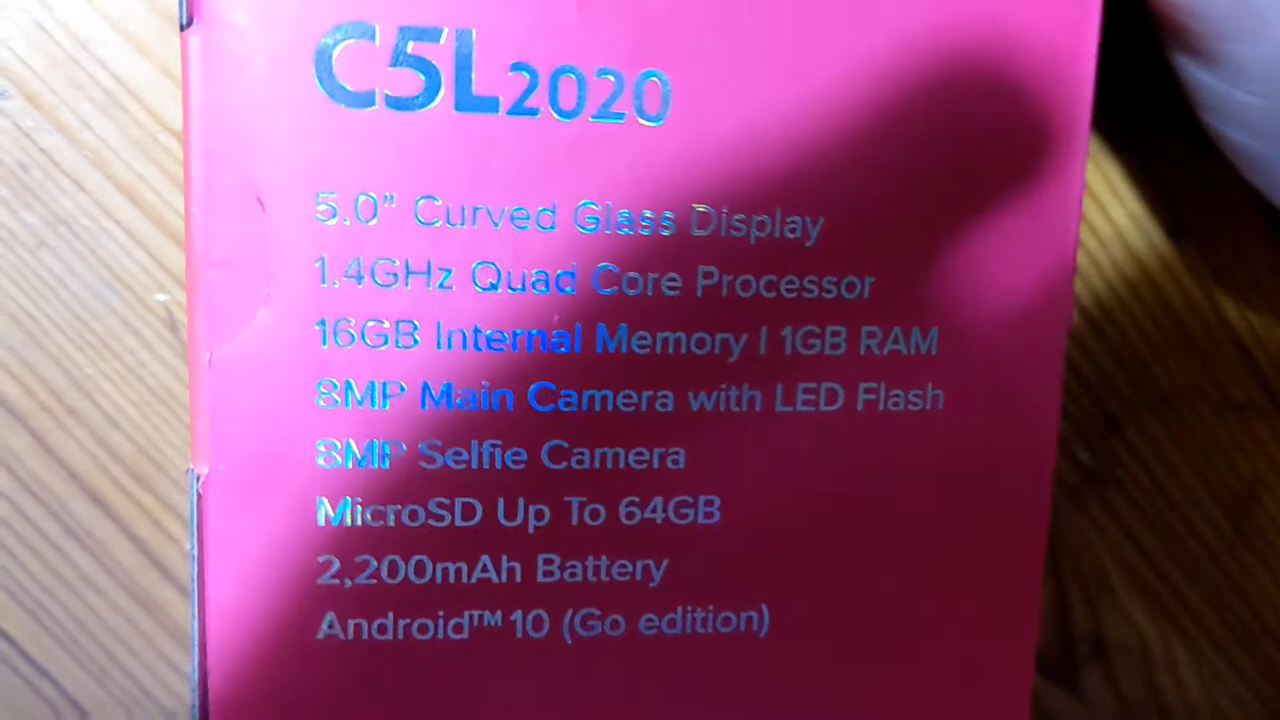 C5L2020
5.0" Curved Glass Display
1.4GHz Quad Core Processor
16GB Internal Memory | 1GB RAM
8MP Main Camera with LED Flash
8MP Selfie Camera
MicroSD Up To 64GB
2,200mAh Battery
Android™ 10 (Go edition)